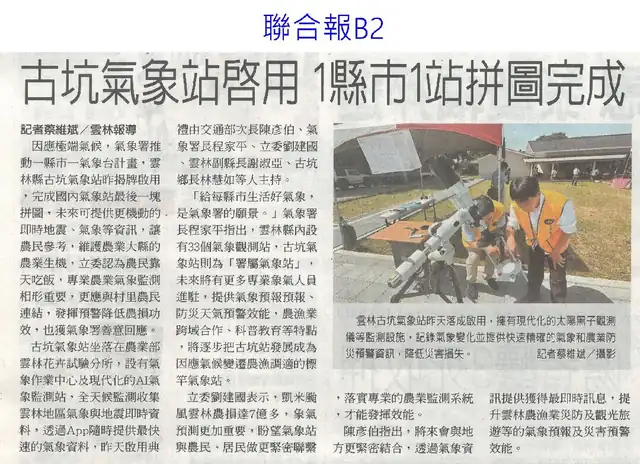 聯合報B2
古坑氣象站啓用 1縣市1站拼圖完成
記者蔡維斌／雲林報導
因應極端氣候，氣象署推
動一縣市一氣象台計畫，雲
林縣古坑氣象站昨揭牌啟用
，完成國內氣象站最後一塊
拼圖，未來可提供更機動的
即時地震、氣象等資訊，讓
農民參考，維護農業大縣的
農業生機，立委認為農民靠
天吃飯，專業農業氣象監測
相形重要，更應與村里農民
連結，發揮預警降低農損功
效，也獲氣象署善意回應。
古坑氣象站坐落在農業部
雲林花卉試驗分所，設有氣
象作業中心及現代化的AI氣
象監測站，全天候監測收集
雲林地區氣象與地震即時資
料，透過App隨時提供最快
速的氣象資料，昨天啟用典
禮由交通部次長陳彥伯、氣
象署長程家平、立委劉建國
、雲林副縣長謝淑亞、古坑
鄉長林慧如等人主持。
「給每縣市生活好氣象，
是氣象署的願景。」氣象署
長程家平指出，雲林縣內設
有33個氣象觀測站，古坑氣
象站則為「署屬氣象站」，
未來將有更多專業象氣人員
進駐，提供氣象預報預報、
防災天氣預警效能，農漁業
跨域合作、科普教育等特點
，將逐步把古坑站發展成為
因應氣候變遷農漁調適的標
竿氣象站。
立委劉建國表示，凱米颱
風雲林農損達7億多，象氣
預測更加重要，盼望氣象站
與農民、居民做更緊密聯繫
雲林古坑氣象站昨天落成啟用，擁有現代化的太陽黑子觀測
儀等監測設施，記錄氣象變化並提供快速精確的氣象和農業防
災預警資訊，降低災害損失。 記者蔡維斌／攝影
，落實專業的農業監測系統
才能發揮效能。
陳彥伯指出，將來會與地
方更緊密結合，透過氣象資
訊提供獲得最即時訊息，提
升雲林農漁業災防及觀光旅
遊等的氣象預報及災害預警
效能。